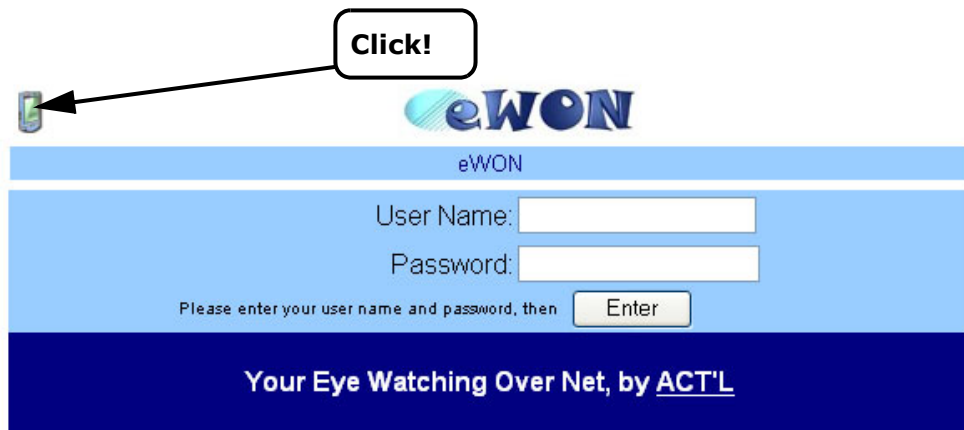 Click!
eWON
eWON
User Name:
Password:
Please enter your user name and password, then Enter
Your Eye Watching Over Net, by ACT'L